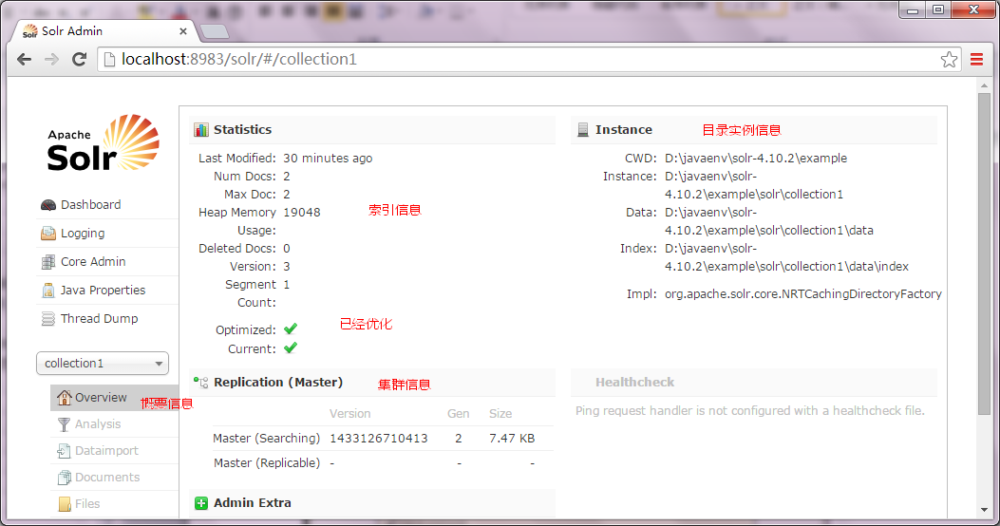 Solr Admin
localhost:8983/solr/#/collection1
Apache
Solr
Dashboard
Logging
Core Admin
Java Properties
Thread Dump
collection1
Overview
概要信息
Analysis
Dataimport
Documents
Files
Statistics
Last Modified: 30 minutes ago
Num Docs: 2
Max Doc: 2
Heap Memory 19048
Usage:
索引信息
Deleted Docs: 0
Version: 3
Segment 1
Count:
Optimized:
已经优化
Current:
Instance
目录实例信息
CWD: D:\javaenv\solr-4.10.2\example
Instance: D:\javaenv\solr-
4.10.2\example\solr\collection1
Data: D:\javaenv\solr-
4.10.2\example\solr\collection1\data
Index: D:\javaenv\solr-
4.10.2\example\solr\collection1\data\index
Impl: org.apache.solr.core.NRTCachingDirectoryFactory
Replication (Master)
集群信息
Version Gen Size
Master (Searching) 1433126710413 2 7.47 KB
Master (Replicable) - - -
Healthcheck
Ping request handler is not configured with a healthcheck file.
Admin Extra